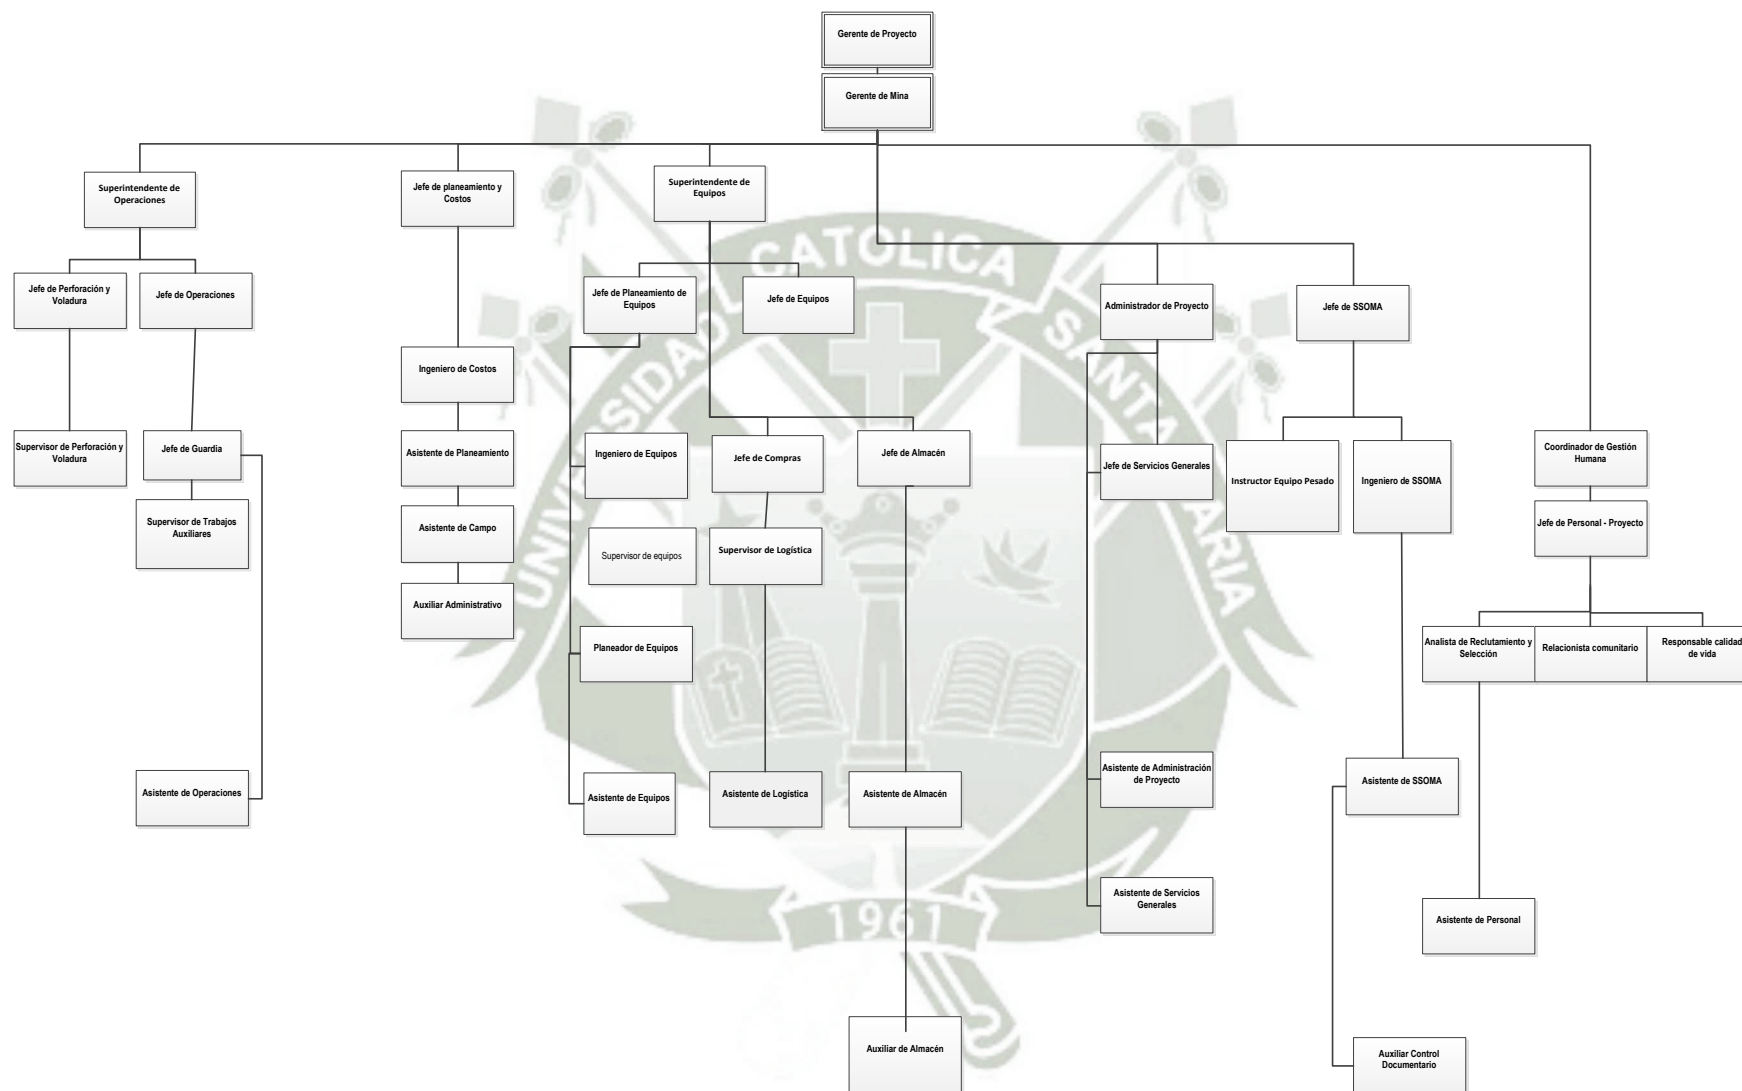 Gerente de Proyecto
Gerente de Mina
Superintendente de
Operaciones
Jefe de planeamiento y
Costos
Superintendente de
Equipos
Jefe de Perforación y
Voladura
Jefe de Operaciones
Jefe de Planeamiento de
Equipos
Jefe de Equipos
Administrador de Proyecto
Jefe de SSOMA
Ingeniero de Costos
Supervisor de Perforación y
Voladura
Jefe de Guardia
Asistente de Planeamiento
Ingeniero de Equipos
Jefe de Compras
Jefe de Almacén
Jefe de Servicios Generales
Instructor Equipo Pesado
Ingeniero de SSOMA
Coordinador de Gestión
Humana
Supervisor de Trabajos
Auxiliares
Asistente de Campo
Supervisor de equipos
Supervisor de Logística
Jefe de Personal - Proyecto
Auxiliar Administrativo
Planeador de Equipos
Analista de Reclutamiento y
Selección
Relacionista comunitario
Responsable calidad
de vida
Asistente de Operaciones
Asistente de Equipos
Asistente de Logística
Asistente de Almacén
Asistente de Administración
de Proyecto
Asistente de SSOMA
Asistente de Servicios
Generales
Asistente de Personal
Auxiliar de Almacén
Auxiliar Control
Documentario
UNIVERSIDAD CATOLICA SANTA MARIA
1961